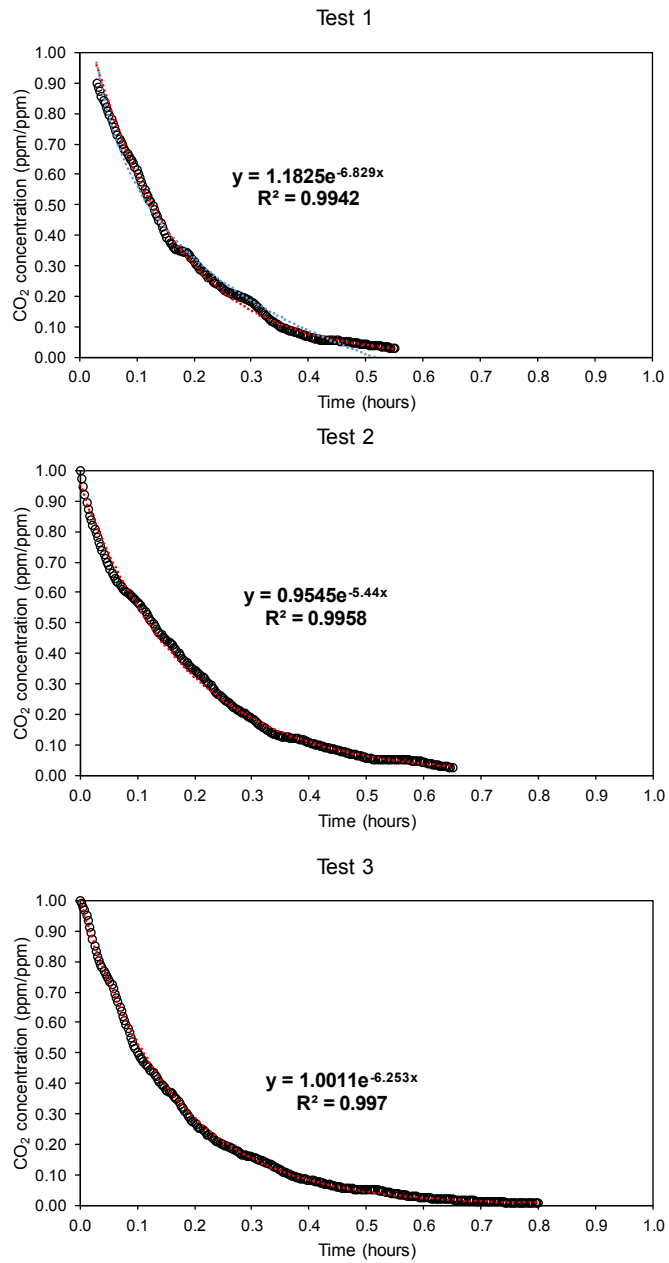 Test 1
1.00
0.90
0.80
0.70
0.60
0.50
0.40
0.30
0.20
0.10
0.00
CO₂ concentration (ppm/ppm)
y = 1.1825e^-6.829x
R² = 0.9942
0.0 0.1 0.2 0.3 0.4 0.5 0.6 0.7 0.8 0.9 1.0
Time (hours)
Test 2
1.00
0.90
0.80
0.70
0.60
0.50
0.40
0.30
0.20
0.10
0.00
CO₂ concentration (ppm/ppm)
y = 0.9545e^-5.44x
R² = 0.9958
0.0 0.1 0.2 0.3 0.4 0.5 0.6 0.7 0.8 0.9 1.0
Time (hours)
Test 3
1.00
0.90
0.80
0.70
0.60
0.50
0.40
0.30
0.20
0.10
0.00
CO₂ concentration (ppm/ppm)
y = 1.0011e^-6.253x
R² = 0.997
0.0 0.1 0.2 0.3 0.4 0.5 0.6 0.7 0.8 0.9 1.0
Time (hours)